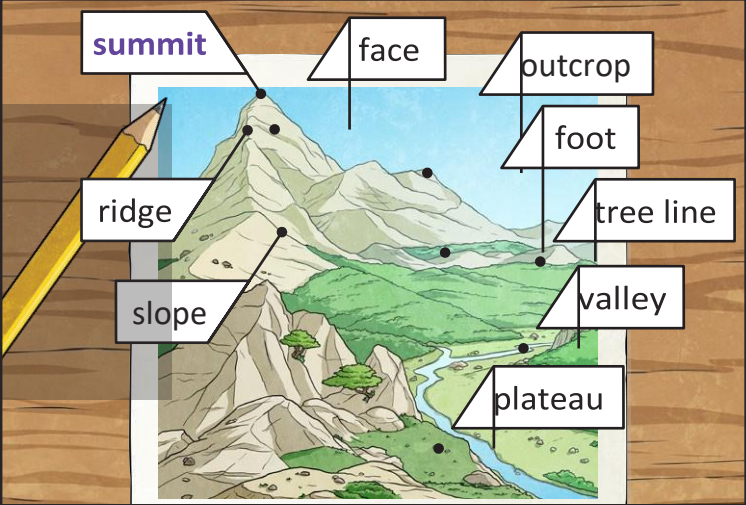 summit
face
outcrop
foot
ridge
tree line
valley
slope
plateau